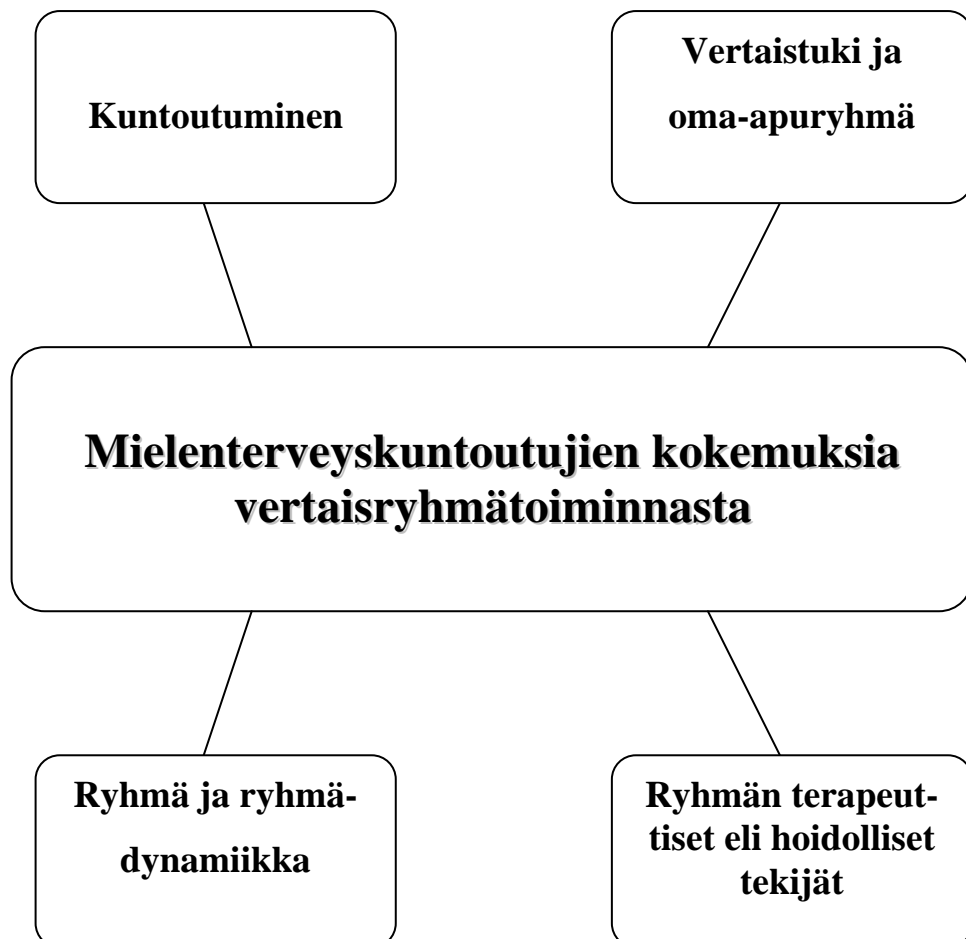 Kuntoutuminen
Vertaistuki ja
oma-apuryhmä
Mielenterveyskuntoutujien kokemuksia
vertaisryhmätoiminnasta
Ryhmä ja ryhmä-
dynamiikka
Ryhmän terapeut-
tiset eli hoidolliset
tekijät